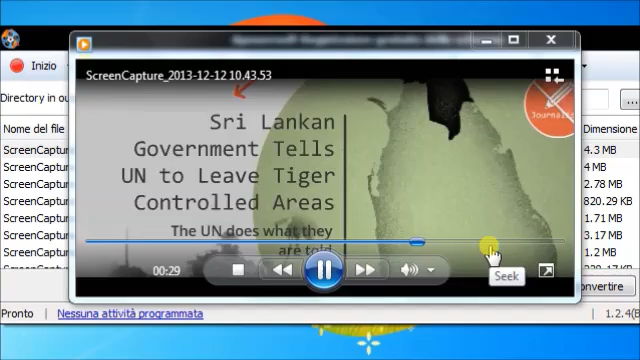 Inizio
ScreenCapture_2013-12-12 10.43.53
Directory in ou
...
Nome del file
Dimensione
ScreenCaptur
4.3 MB
ScreenCaptur
4 MB
ScreenCaptur
2.78 MB
ScreenCaptur
820.29 KB
ScreenCaptur
1.71 MB
ScreenCaptur
3.17 MB
ScreenCaptur
1.2 MB
Sri Lankan
Government Tells
UN to Leave Tiger
Controlled Areas
The UN does what they
are told
00:29
Seek
onvertire
Pronto
Nessuna attività programmata
1.2.4(